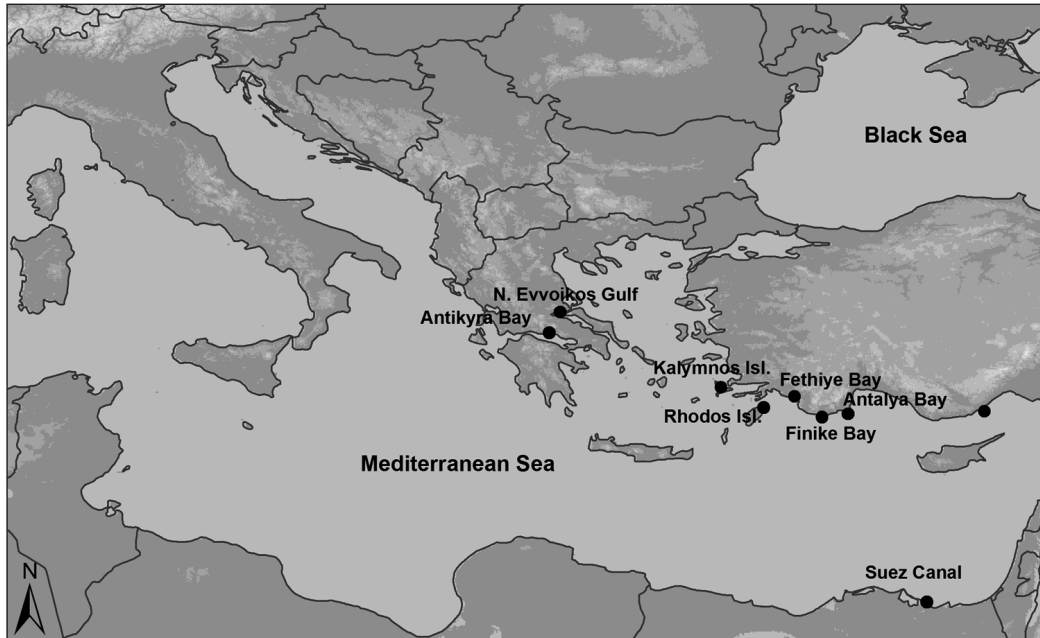 Black Sea
N. Evvoikos Gulf
Antikyra Bay
Kalymnos Isl.
Fethiye Bay
Antalya Bay
Rhodos Isl.
Finike Bay
Mediterranean Sea
Suez Canal
N